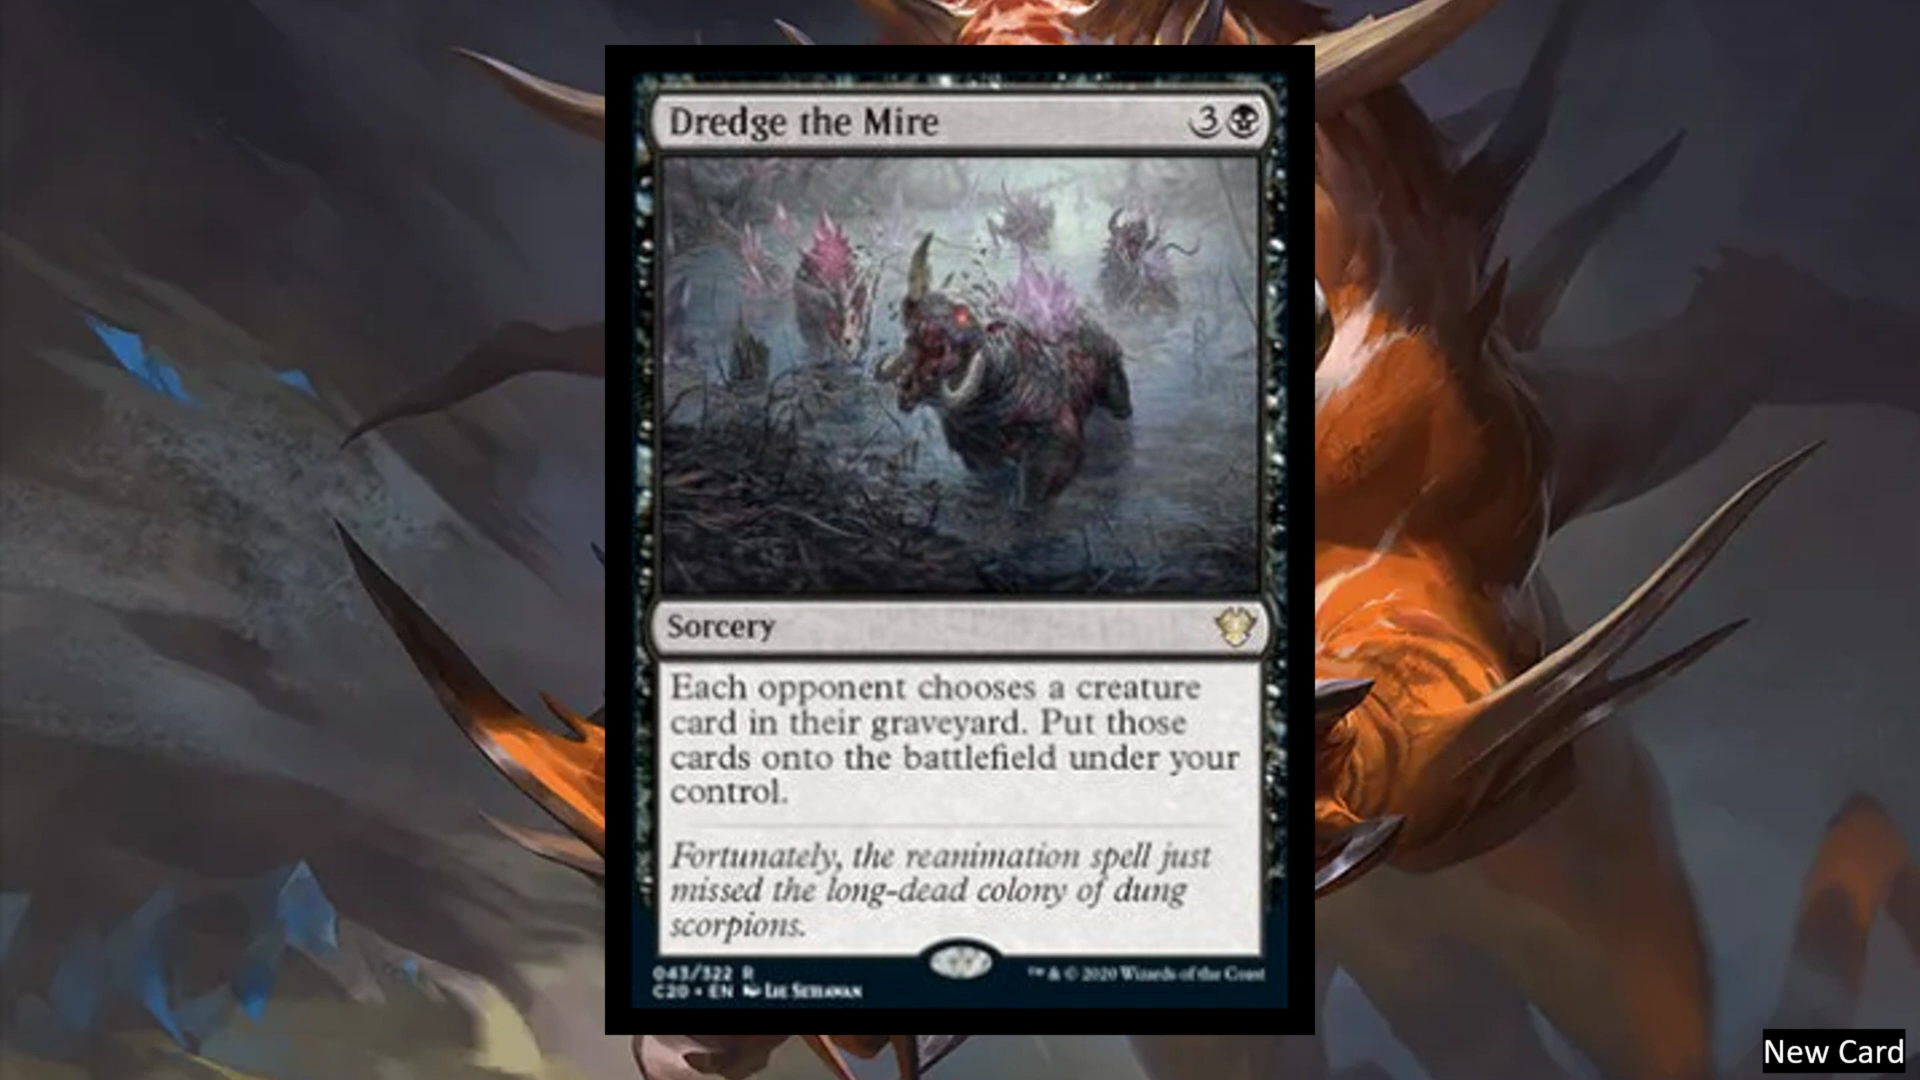 Dredge the Mire 3
Sorcery
Each opponent chooses a creature
card in their graveyard. Put those
cards onto the battlefield under your
control.
Fortunately, the reanimation spell just
missed the long-dead colony of dung
scorpions.
043/322 R
™ & © 2020 Wizards of the Coast
C20 • EN Lie Setiawan
New Card